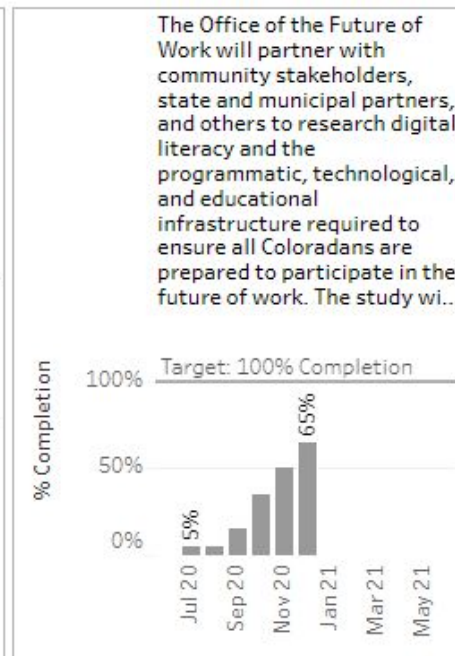 The Office of the Future of
Work will partner with
community stakeholders,
state and municipal partners,
and others to research digital
literacy and the
programmatic, technological,
and educational
infrastructure required to
ensure all Coloradans are
prepared to participate in the
future of work. The study wi..
Target: 100% Completion
% Completion
100%
50%
0%
5%
65%
Jul 20
Sep 20
Nov 20
Jan 21
Mar 21
May 21